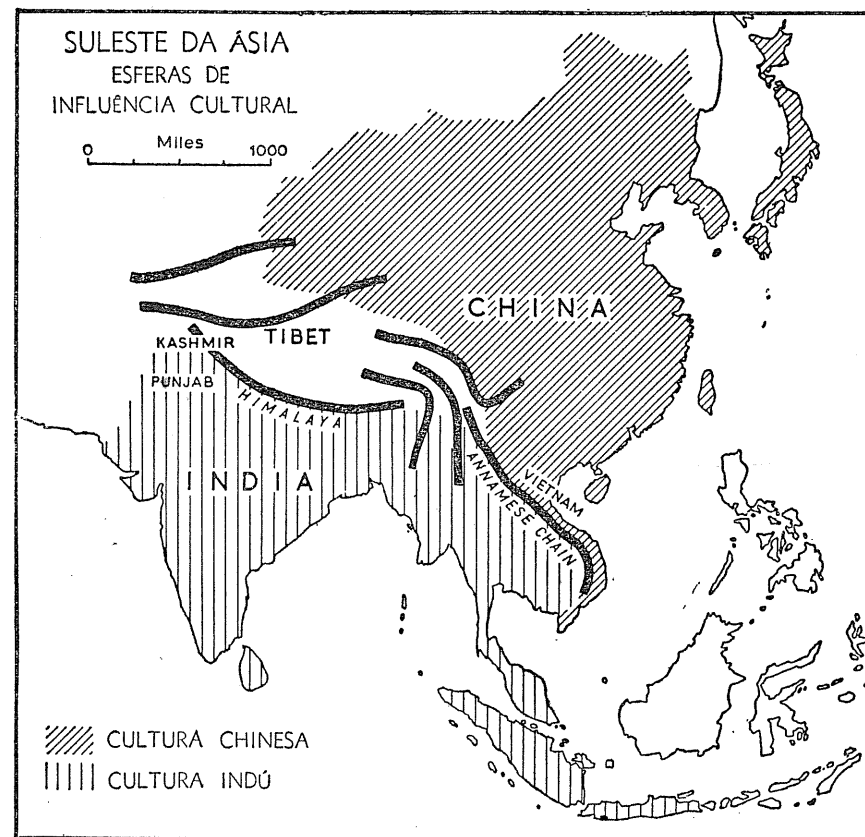 SULESTE DA ÁSIA
ESFERAS DE
INFLUÊNCIA CULTURAL
Miles
0 1000
CHINA
TIBET
KASHMIR
PUNJAB
HIMALAYA
INDIA
VIETNAM
ANNAMESE CHAIN
CULTURA CHINESA
CULTURA INDÚ